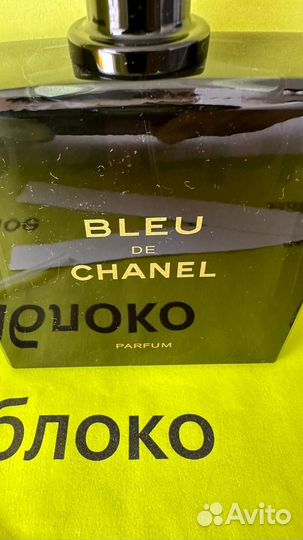 BLEU
DE
CHANEL
PARFUM
блоко
Avito